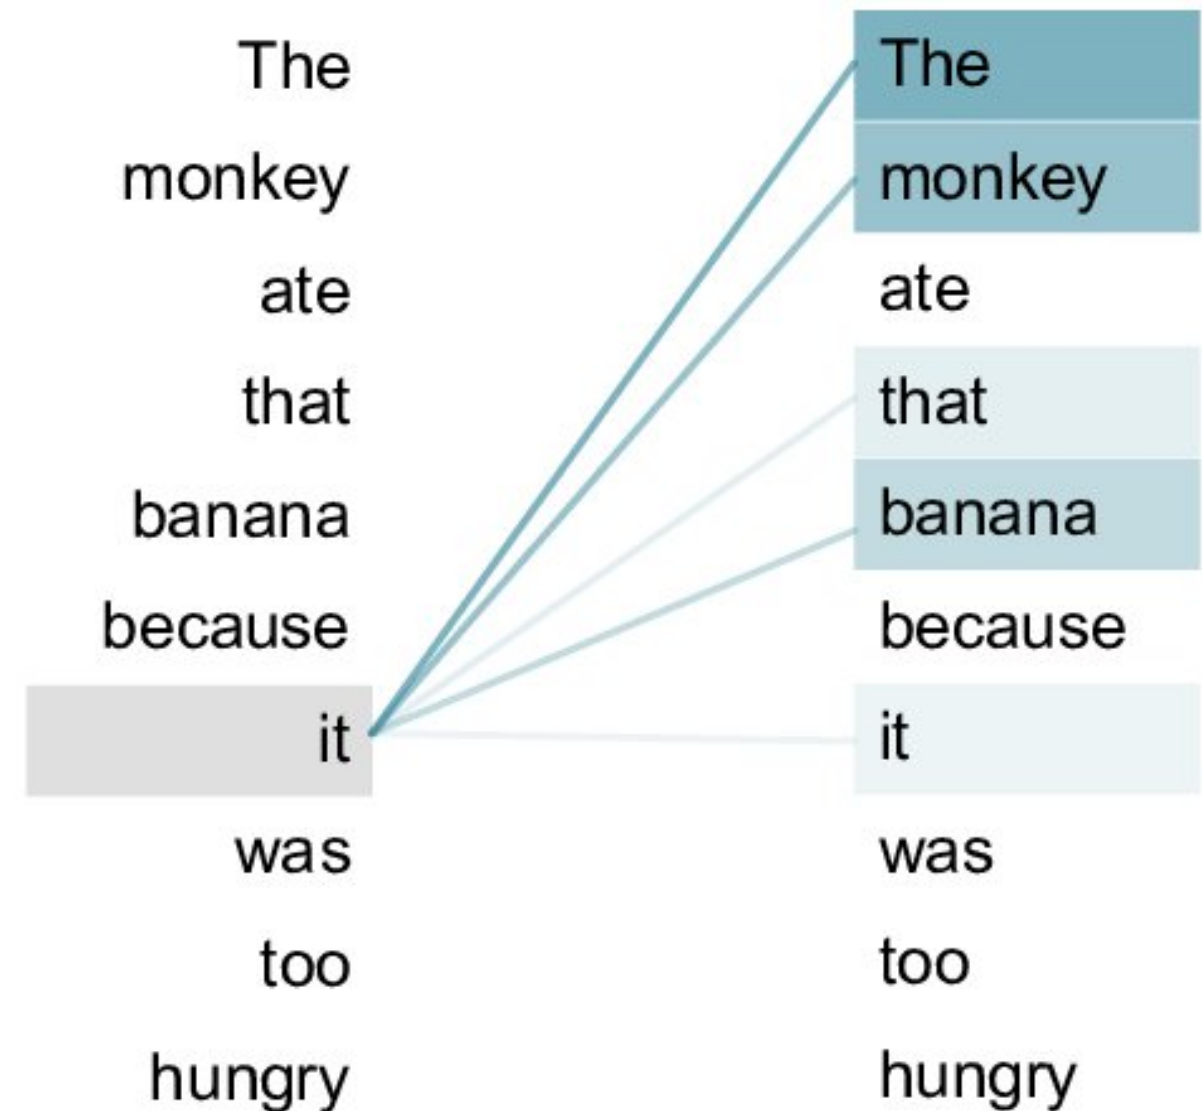 The The
monkey monkey
ate ate
that that
banana banana
because because
it it
was was
too too
hungry hungry